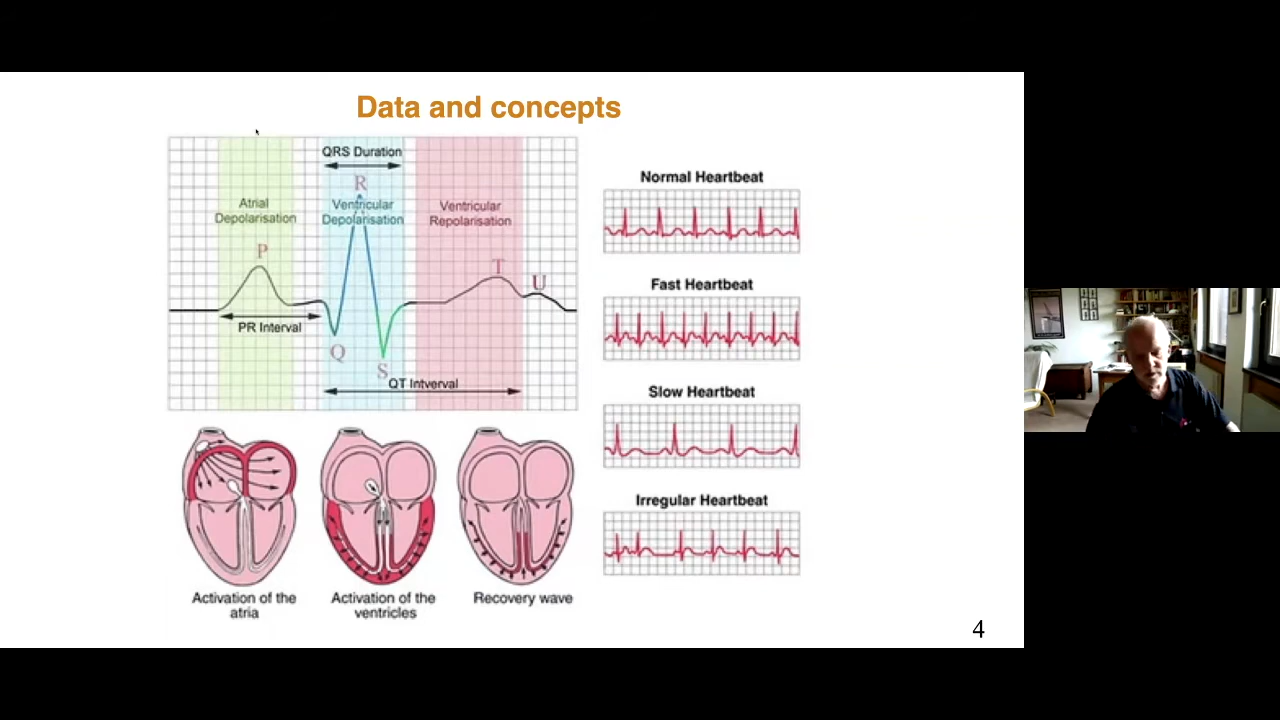 Data and concepts
QRS Duration
R
Atrial
Depolarisation
Ventricular
Depolarisation
Ventricular
Repolarisation
P
T
U
PR Interval
Q
S
QT Intverval
Activation of the
atria
Activation of the
ventricles
Recovery wave
Normal Heartbeat
Fast Heartbeat
Slow Heartbeat
Irregular Heartbeat
4